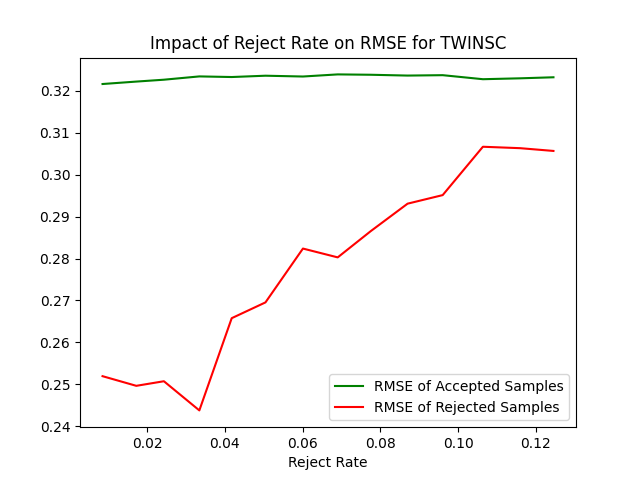 Impact of Reject Rate on RMSE for TWINSC
0.32
0.31
0.30
0.29
0.28
0.27
0.26
0.25
0.24
RMSE of Accepted Samples
RMSE of Rejected Samples
0.02 0.04 0.06 0.08 0.10 0.12
Reject Rate